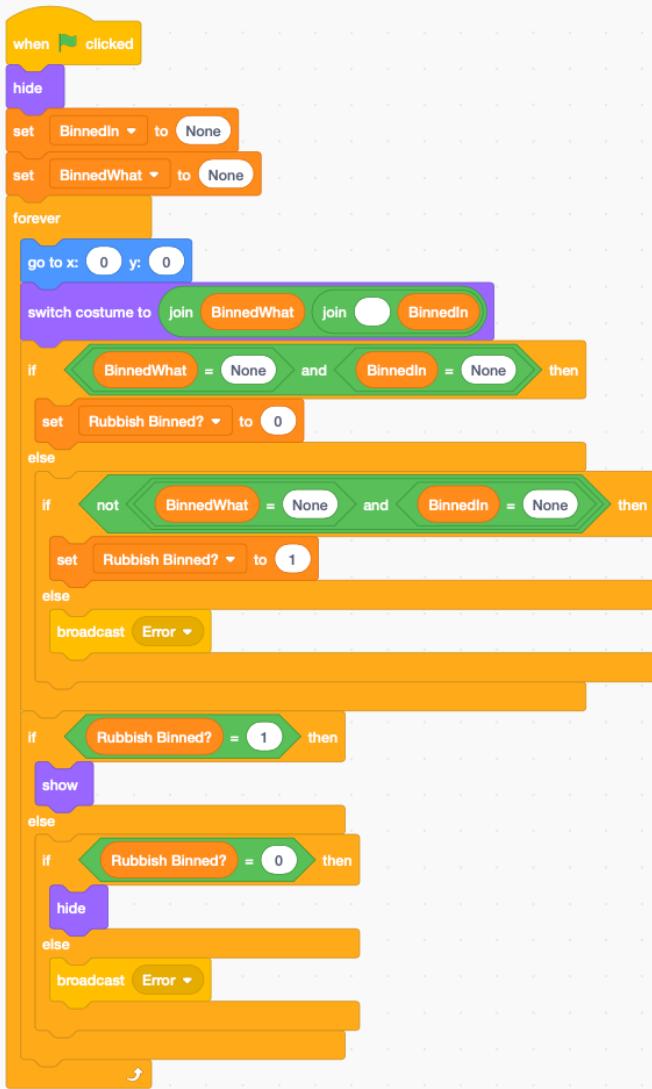 when clicked
hide
set BinnedIn to None
set BinnedWhat to None
forever
go to x: 0 y: 0
switch costume to join BinnedWhat join BinnedIn
if BinnedWhat = None and BinnedIn = None then
set Rubbish Binned? to 0
else
if not BinnedWhat = None and BinnedIn = None then
set Rubbish Binned? to 1
else
broadcast Error
if Rubbish Binned? = 1 then
show
else
if Rubbish Binned? = 0 then
hide
else
broadcast Error